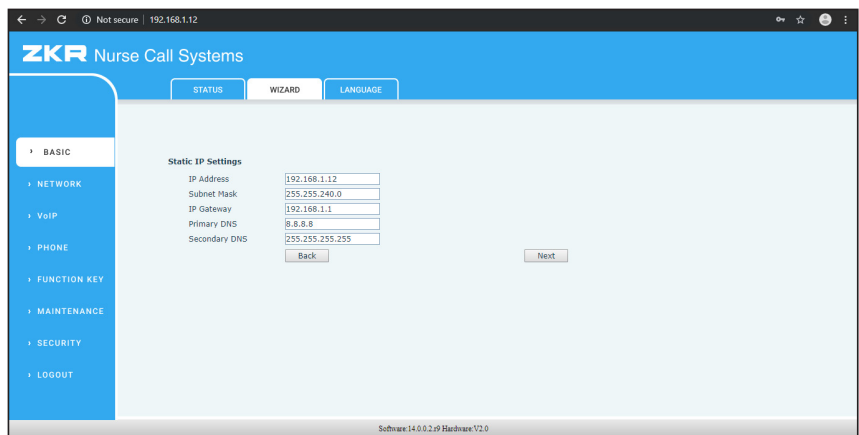 Not secure | 192.168.1.12
ZKR Nurse Call Systems
STATUS WIZARD LANGUAGE
› BASIC
› NETWORK
› VoIP
› PHONE
› FUNCTION KEY
› MAINTENANCE
› SECURITY
› LOGOUT
Static IP Settings
IP Address 192.168.1.12
Subnet Mask 255.255.240.0
IP Gateway 192.168.1.1
Primary DNS 8.8.8.8
Secondary DNS 255.255.255.255
Back Next
Software:14.0.0.2.r9 Hardware:V2.0